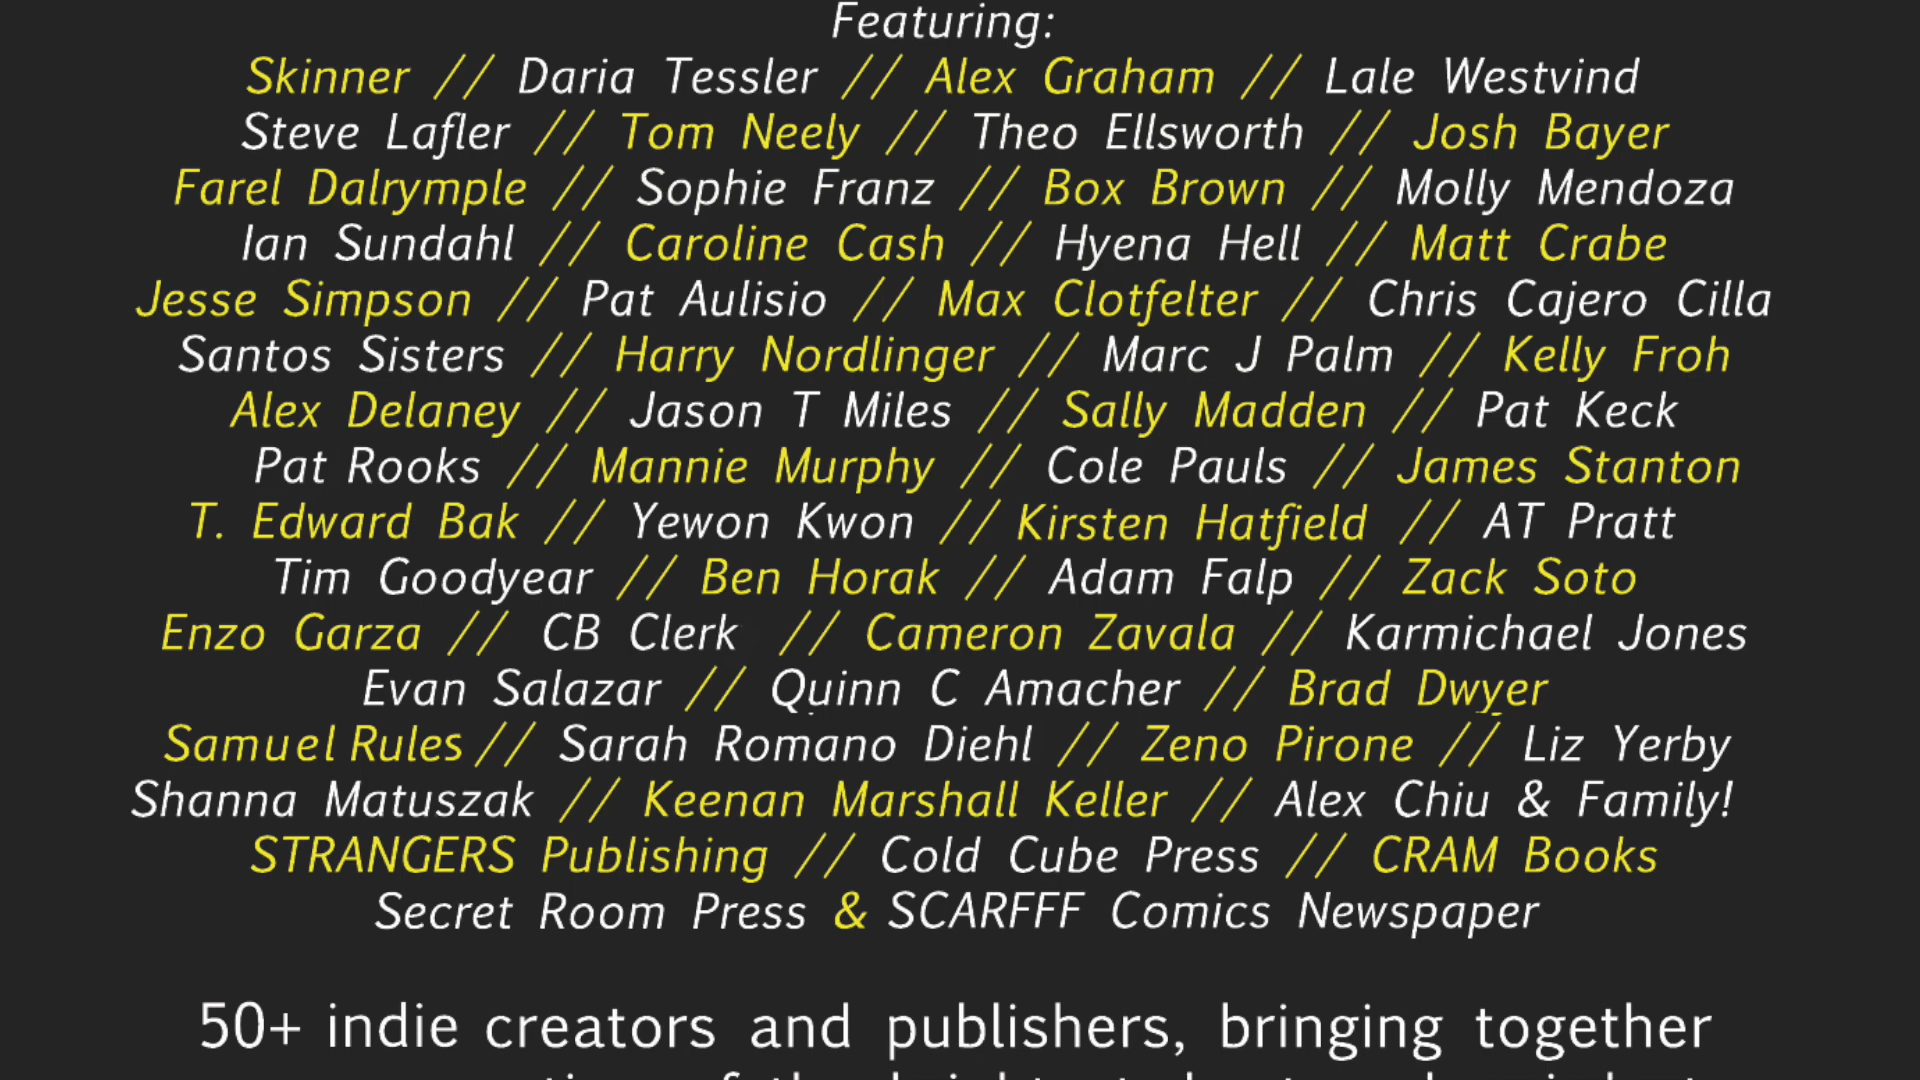 Featuring:
Skinner // Daria Tessler // Alex Graham // Lale Westvind
Steve Lafler // Tom Neely // Theo Ellsworth // Josh Bayer
Farel Dalrymple // Sophie Franz // Box Brown // Molly Mendoza
Ian Sundahl // Caroline Cash // Hyena Hell // Matt Crabe
Jesse Simpson // Pat Aulisio // Max Clotfelter // Chris Cajero Cilla
Santos Sisters // Harry Nordlinger // Marc J Palm // Kelly Froh
Alex Delaney // Jason T Miles // Sally Madden // Pat Keck
Pat Rooks // Mannie Murphy // Cole Pauls // James Stanton
T. Edward Bak // Yewon Kwon // Kirsten Hatfield // AT Pratt
Tim Goodyear // Ben Horak // Adam Falp // Zack Soto
Enzo Garza // CB Clerk // Cameron Zavala // Karmichael Jones
Evan Salazar // Quinn C Amacher // Brad Dwyer
Samuel Rules // Sarah Romano Diehl // Zeno Pirone // Liz Yerby
Shanna Matuszak // Keenan Marshall Keller // Alex Chiu & Family!
STRANGERS Publishing // Cold Cube Press // CRAM Books
Secret Room Press & SCARFFF Comics Newspaper
50+ indie creators and publishers, bringing together